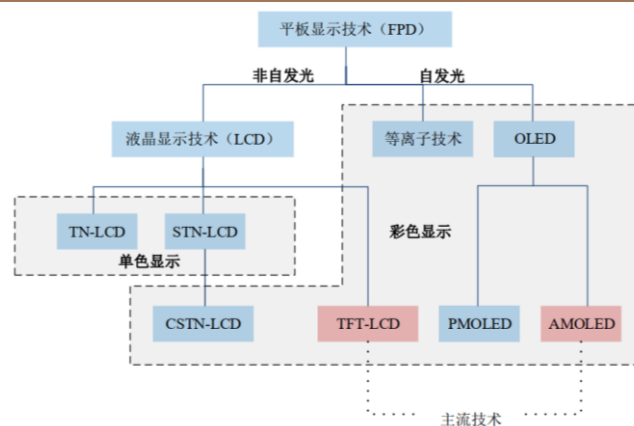 平板显示技术（FPD）
非自发光
自发光
液晶显示技术（LCD）
等离子技术
OLED
TN-LCD
STN-LCD
彩色显示
单色显示
CSTN-LCD
TFT-LCD
PMOLED
AMOLED
主流技术